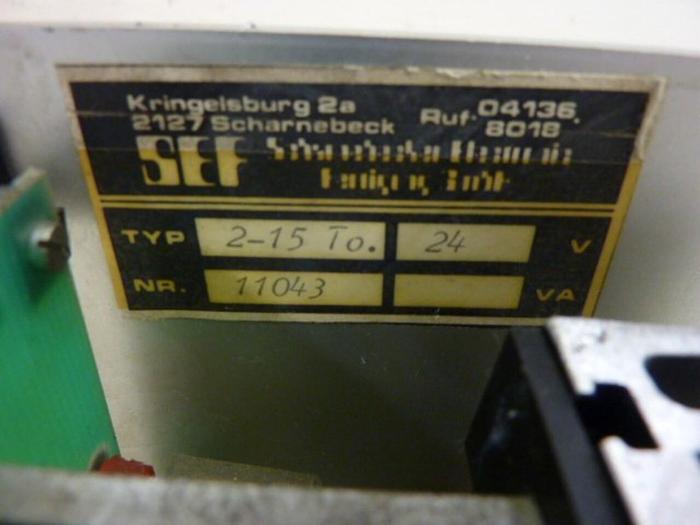 Kringelsburg 2a
2127 Scharnebeck Ruf. 04136. 8018
SEF
TYP 2-15 To. 24 V
NR. 11043 VA